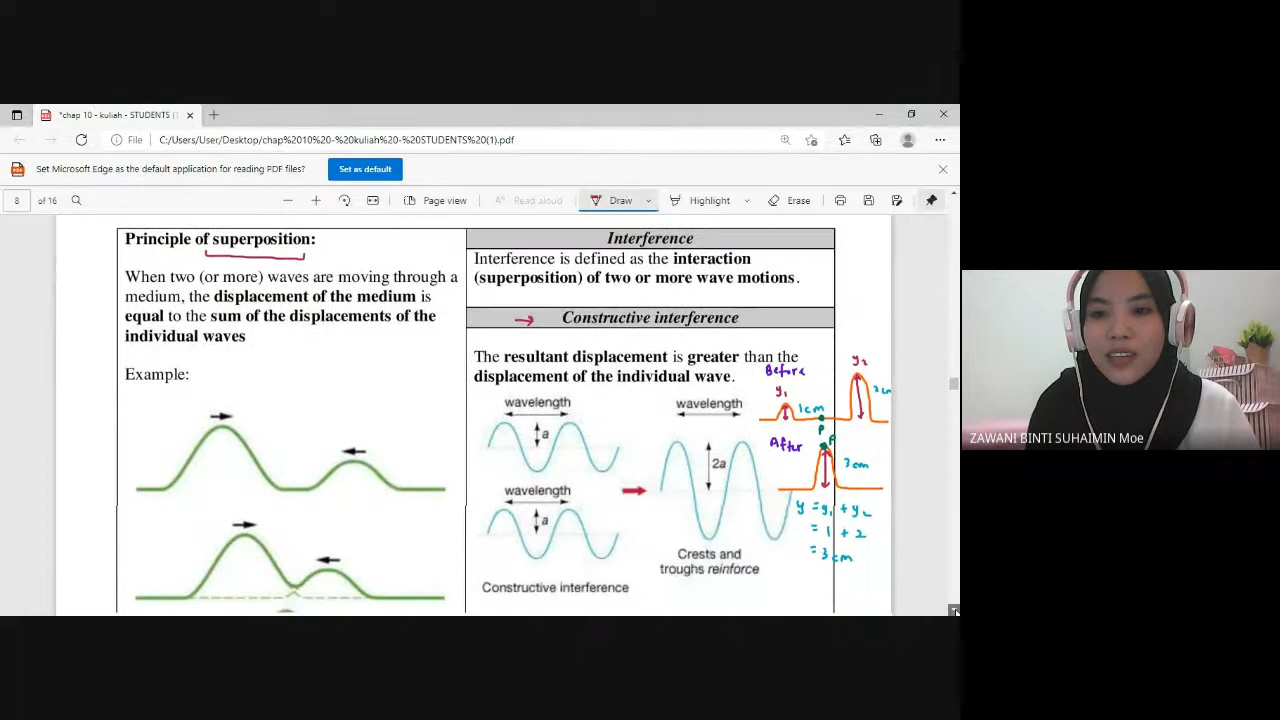 *chap 10 - kuliah - STUDENTS (
File
C:/Users/User/Desktop/chap%2010%20-%20kuliah%20-%20STUDENTS%20(1).pdf
Set Microsoft Edge as the default application for reading PDF files?
Set as default
8 of 16
Page view
Read aloud
Draw
Highlight
Erase
Principle of superposition:
When two (or more) waves are moving through a
medium, the displacement of the medium is
equal to the sum of the displacements of the
individual waves
Example:
Interference
Interference is defined as the interaction
(superposition) of two or more wave motions.
Constructive interference
The resultant displacement is greater than the
displacement of the individual wave.
wavelength
a
wavelength
a
Constructive interference
wavelength
2a
Crests and
troughs reinforce
Before
y₁
1cm
P
y₂
After
P
y = y₁ + y₂
= 1 + 2
= 3 cm
ZAWANI BINTI SUHAIMIN Moe